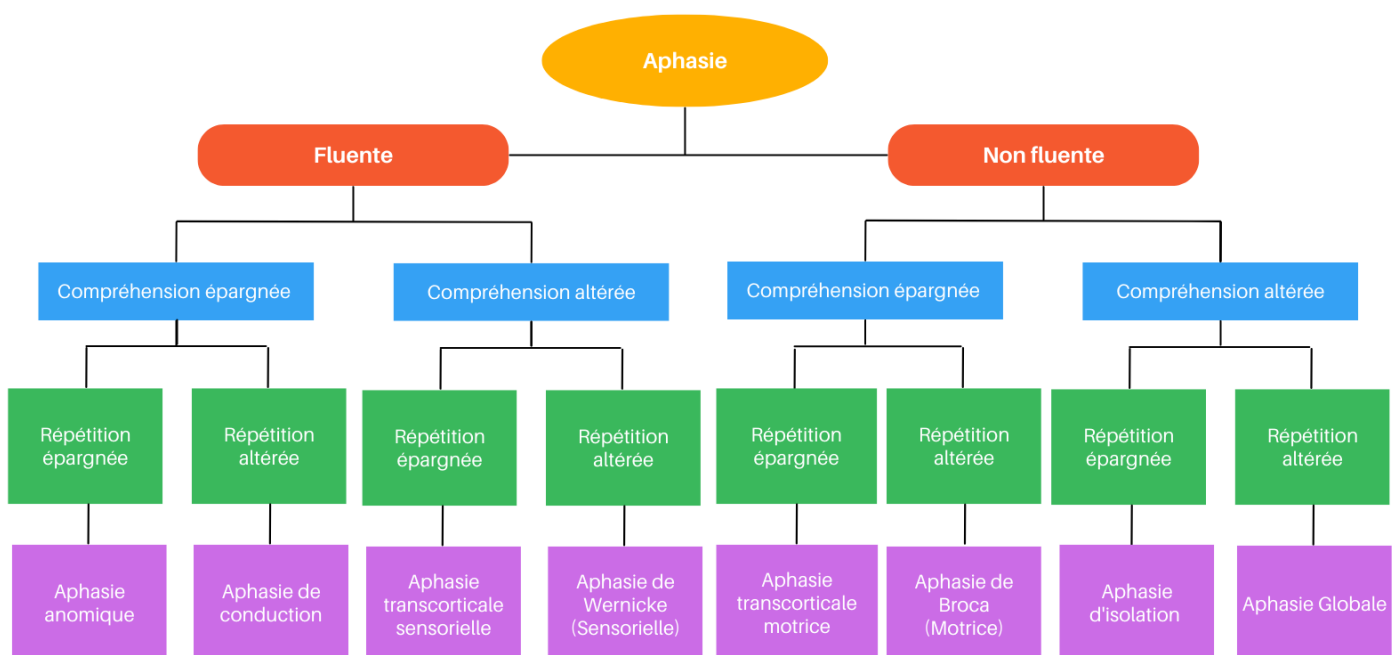 Aphasie
Fluente
Non fluente
Compréhension épargnée
Compréhension altérée
Compréhension épargnée
Compréhension altérée
Répétition
épargnée
Répétition
altérée
Répétition
épargnée
Répétition
altérée
Répétition
épargnée
Répétition
altérée
Répétition
épargnée
Répétition
altérée
Aphasie
anomique
Aphasie de
conduction
Aphasie
transcorticale
sensorielle
Aphasie de
Wernicke
(Sensorielle)
Aphasie
transcorticale
motrice
Aphasie de
Broca
(Motrice)
Aphasie
d'isolation
Aphasie Globale